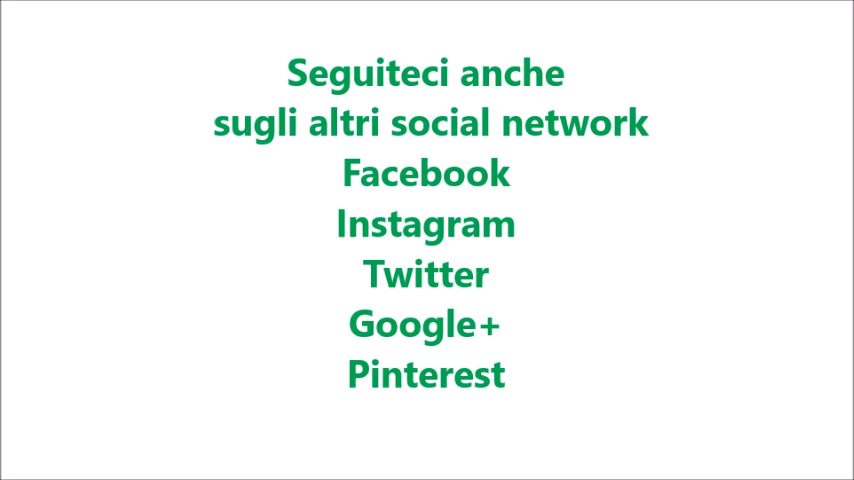 Seguiteci anche
sugli altri social network
Facebook
Instagram
Twitter
Google+
Pinterest